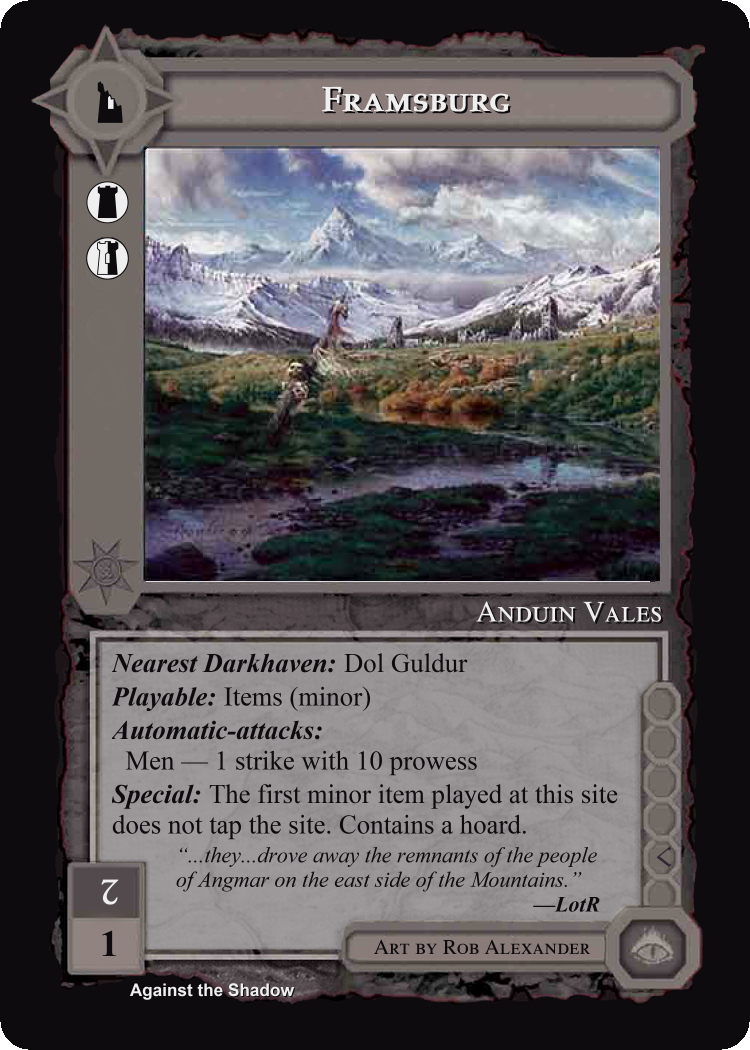 FRAMSBURG
ANDUIN VALES
Nearest Darkhaven: Dol Guldur
Playable: Items (minor)
Automatic-attacks:
Men — 1 strike with 10 prowess
Special: The first minor item played at this site
does not tap the site. Contains a hoard.
“...they...drove away the remnants of the people
of Angmar on the east side of the Mountains.”
—LotR
2
1
ART BY ROB ALEXANDER
Against the Shadow